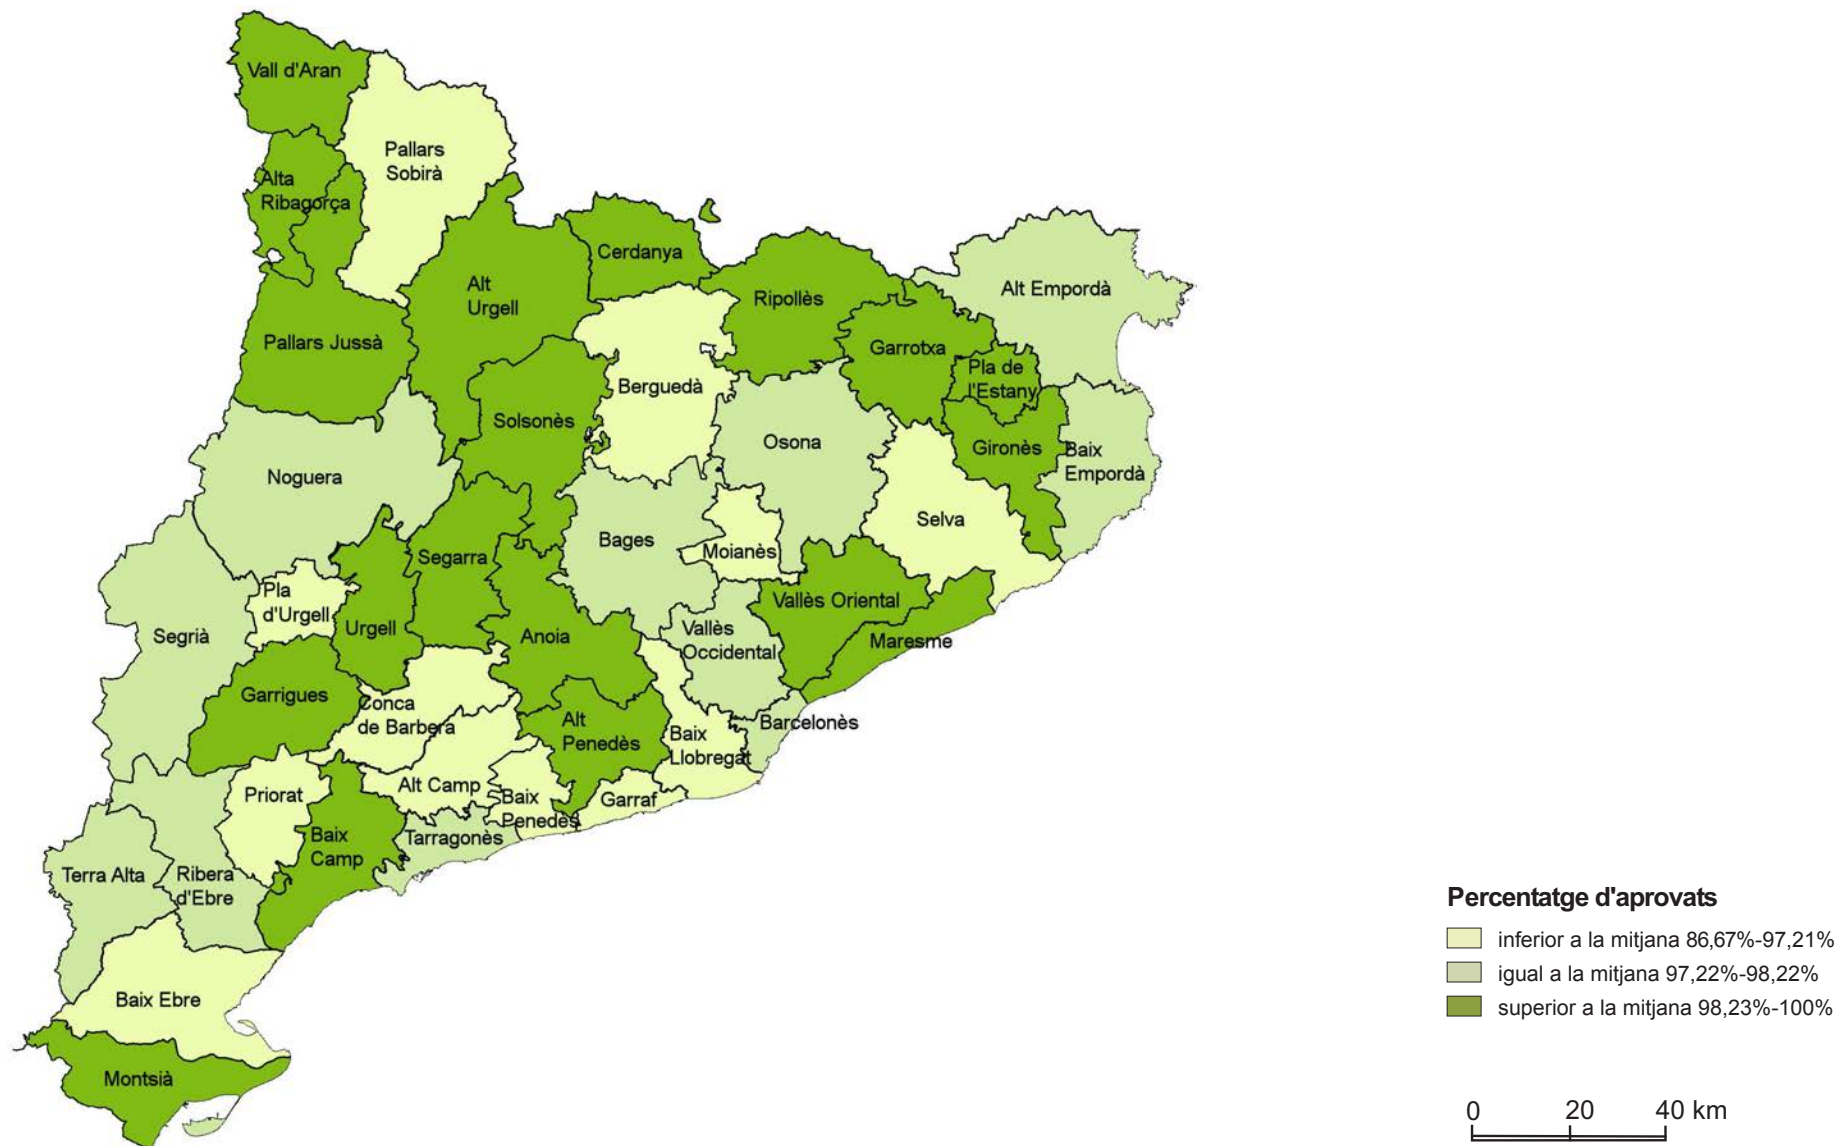 Vall d'Aran
Pallars
Sobirà
Alta
Ribagorça
Cerdanya
Alt
Urgell
Ripollès
Alt Empordà
Pallars Jussà
Garrotxa
Pla de
l'Estany
Berguedà
Solsonès
Osona
Gironès
Baix
Empordà
Noguera
Selva
Bages
Moianès
Segarra
Pla
d'Urgell
Vallès Oriental
Urgell
Segrià
Anoia
Vallès
Occidental
Maresme
Garrigues
Conca
de Barberà
Alt
Penedès
Barcelonès
Baix
Llobregat
Priorat
Alt Camp
Baix
Penedès
Garraf
Baix
Camp
Tarragonès
Terra Alta
Ribera
d'Ebre
Baix Ebre
Montsià
Percentatge d'aprovats
inferior a la mitjana 86,67%-97,21%
igual a la mitjana 97,22%-98,22%
superior a la mitjana 98,23%-100%
0 20 40 km